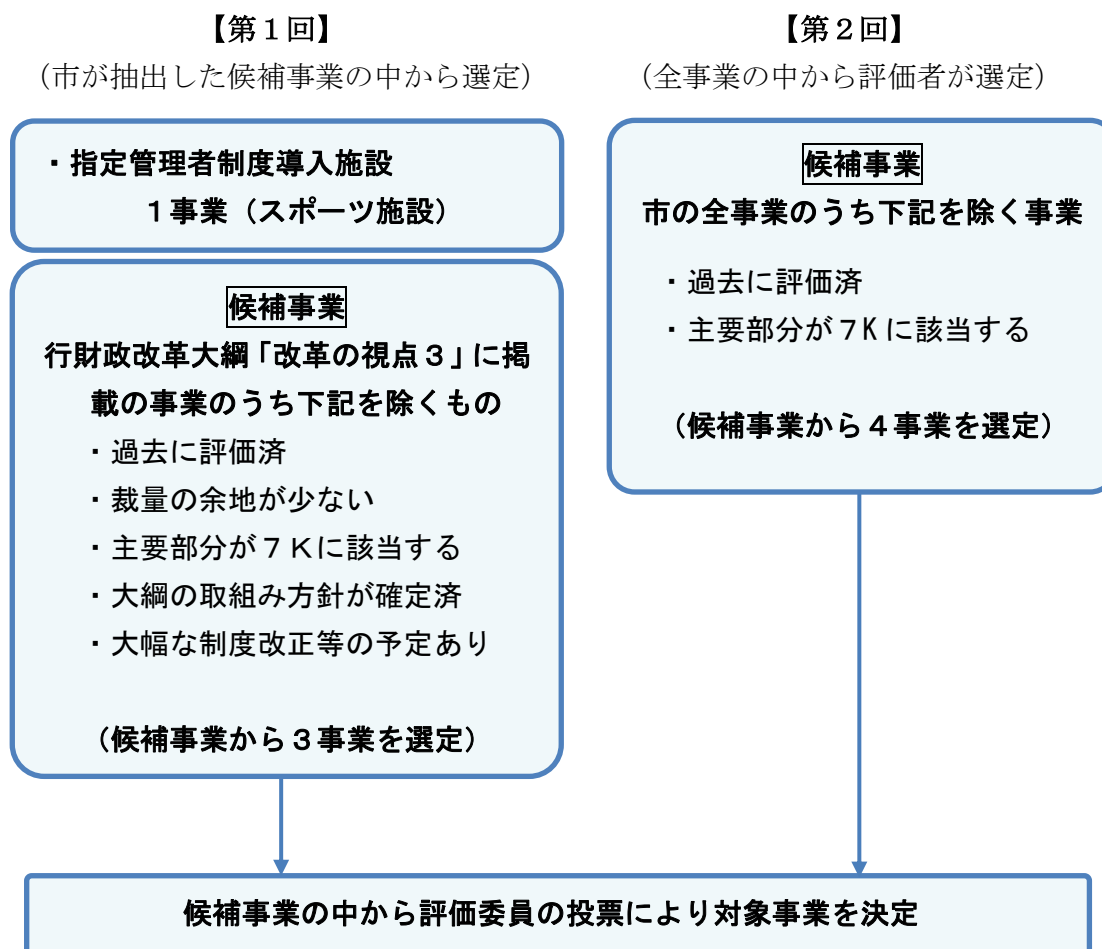 【第１回】
（市が抽出した候補事業の中から選定）
・指定管理者制度導入施設
１事業（スポーツ施設）
候補事業
行財政改革大綱「改革の視点３」に掲
載の事業のうち下記を除くもの
・過去に評価済
・裁量の余地が少ない
・主要部分が７Ｋに該当する
・大綱の取組み方針が確定済
・大幅な制度改正等の予定あり
（候補事業から３事業を選定）
【第２回】
（全事業の中から評価者が選定）
候補事業
市の全事業のうち下記を除く事業
・過去に評価済
・主要部分が７Kに該当する
（候補事業から４事業を選定）
候補事業の中から評価委員の投票により対象事業を決定